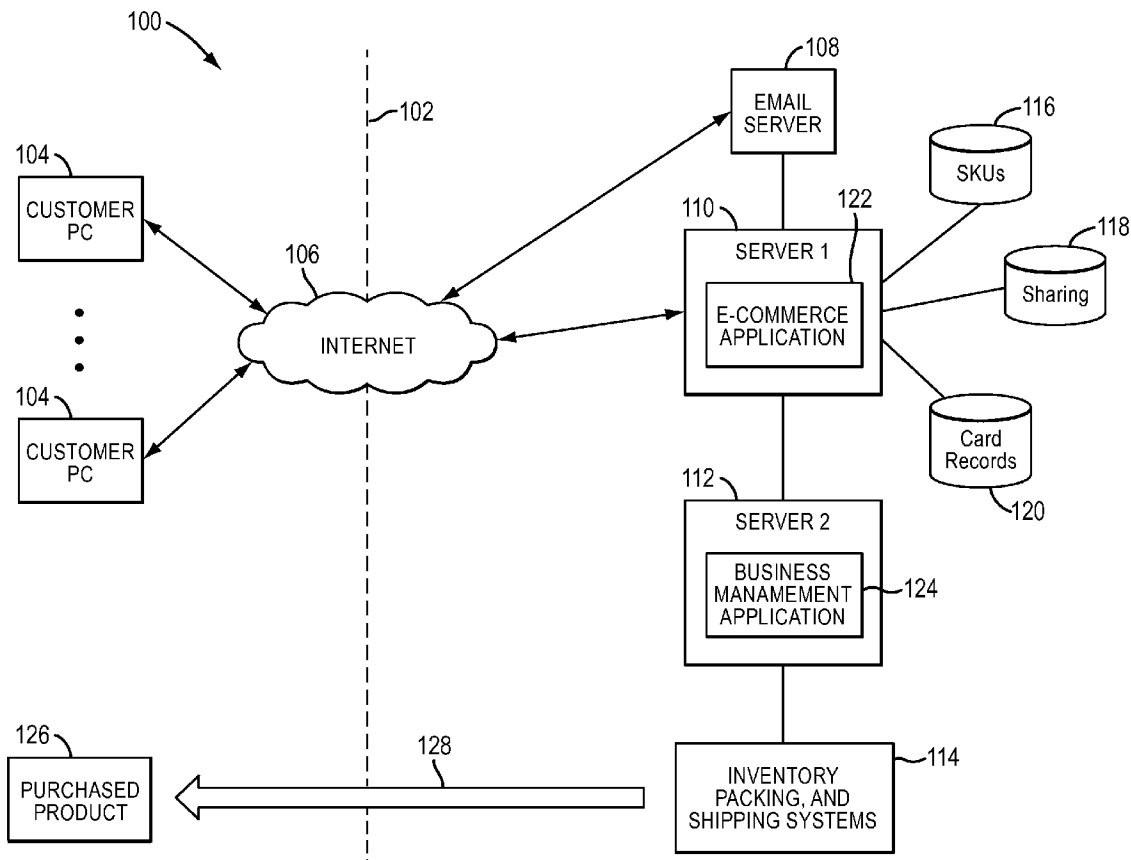 100
102
108
EMAIL
SERVER
116
SKUs
104
CUSTOMER
PC
110
122
SERVER 1
E-COMMERCE
APPLICATION
118
Sharing
106
INTERNET
104
CUSTOMER
PC
Card
Records
120
112
SERVER 2
BUSINESS
MANAMEMENT
APPLICATION
124
126
PURCHASED
PRODUCT
128
114
INVENTORY
PACKING, AND
SHIPPING SYSTEMS